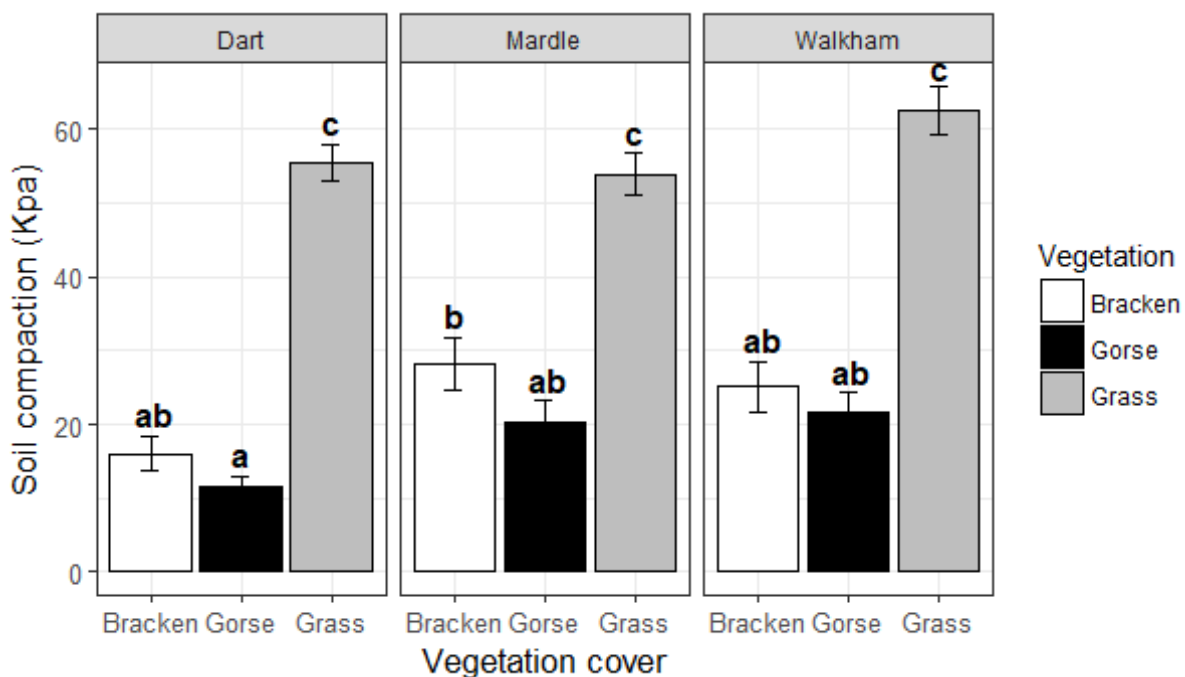 Dart Mardle Walkham
Soil compaction (Kpa)
60
40
20
0
ab a c
b ab c
ab ab c
Bracken Gorse Grass Bracken Gorse Grass Bracken Gorse Grass
Vegetation cover
Vegetation
Bracken
Gorse
Grass